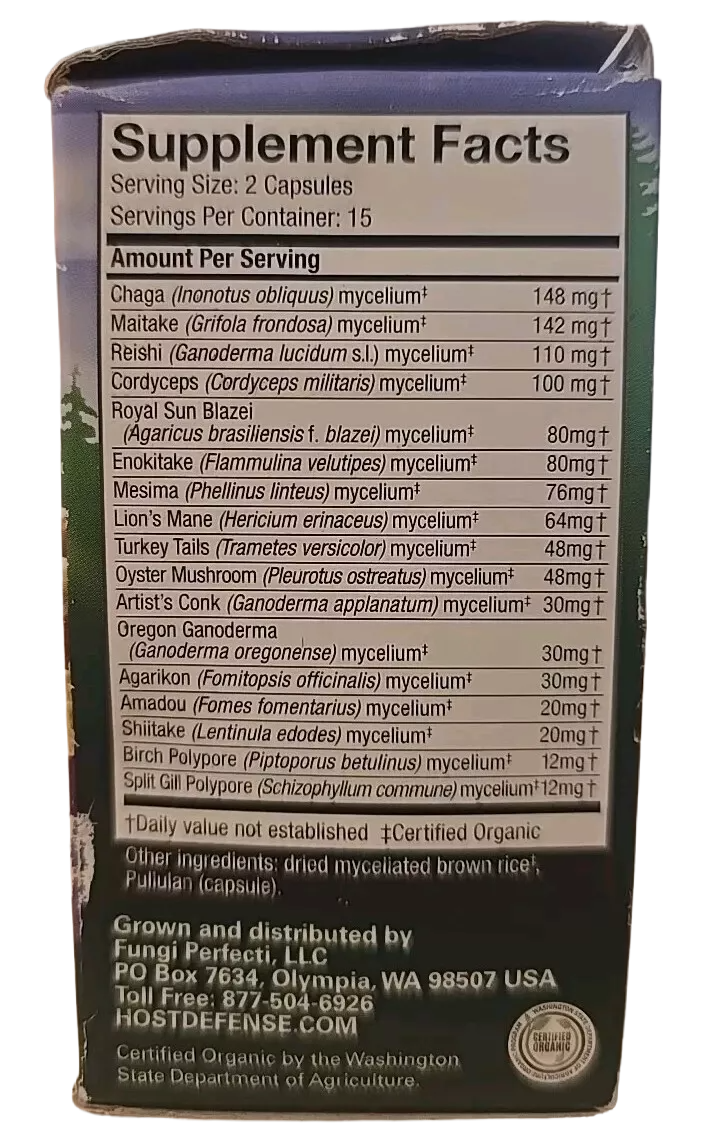 Supplement Facts
Serving Size: 2 Capsules
Servings Per Container: 15
Amount Per Serving
Chaga (Inonotus obliquus) mycelium‡ 148 mg†
Maitake (Grifola frondosa) mycelium‡ 142 mg†
Reishi (Ganoderma lucidum s.l.) mycelium‡ 110 mg†
Cordyceps (Cordyceps militaris) mycelium‡ 100 mg†
Royal Sun Blazei
(Agaricus brasiliensis f. blazei) mycelium‡ 80mg†
Enokitake (Flammulina velutipes) mycelium‡ 80mg†
Mesima (Phellinus linteus) mycelium‡ 76mg†
Lion's Mane (Hericium erinaceus) mycelium‡ 64mg†
Turkey Tails (Trametes versicolor) mycelium‡ 48mg†
Oyster Mushroom (Pleurotus ostreatus) mycelium‡ 48mg†
Artist's Conk (Ganoderma applanatum) mycelium‡ 30mg†
Oregon Ganoderma
(Ganoderma oregonense) mycelium‡ 30mg†
Agarikon (Fomitopsis officinalis) mycelium‡ 30mg†
Amadou (Fomes fomentarius) mycelium‡ 20mg†
Shiitake (Lentinula edodes) mycelium‡ 20mg†
Birch Polypore (Piptoporus betulinus) mycelium‡ 12mg†
Split Gill Polypore (Schizophyllum commune) mycelium‡ 12mg†
†Daily value not established ‡Certified Organic
Other ingredients: dried myceliated brown rice‡,
Pullulan (capsule).
Grown and distributed by
Fungi Perfecti, LLC
PO Box 7634, Olympia, WA 98507 USA
Toll Free: 877-504-6926
HOSTDEFENSE.COM
Certified Organic by the Washington
State Department of Agriculture.
WASHINGTON STATE DEPARTMENT OF AGRICULTURE ORGANIC PROGRAM
CERTIFIED
ORGANIC